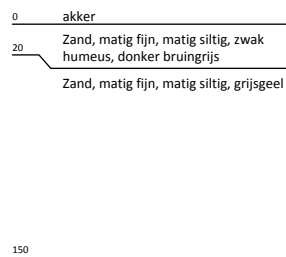 0 akker
Zand, matig fijn, matig siltig, zwak
20 humeus, donker bruingrijs
Zand, matig fijn, matig siltig, grijsgeel
150